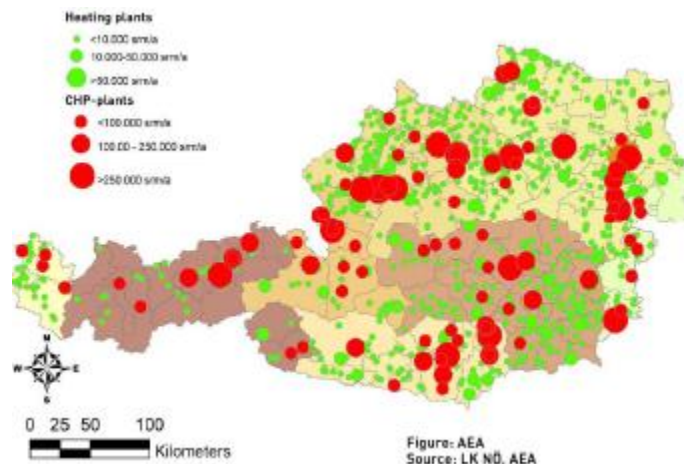 Heating plants
<10.000 srm/a
10.000-50.000 srm/a
>50.000 srm/a
CHP-plants
<100.000 srm/a
100.00 - 250.000 srm/a
>250.000 srm/a
N
W E
S
0 25 50 100
Kilometers
Figure: AEA
Source: LK NÖ, AEA